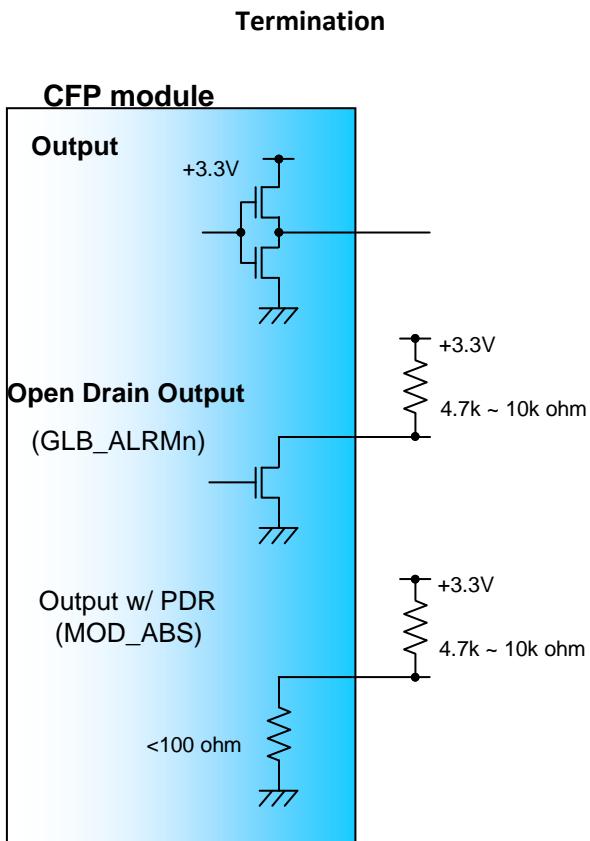 Termination
CFP module
Output
+3.3V
+3.3V
Open Drain Output
4.7k ~ 10k ohm
(GLB_ALRMn)
+3.3V
Output w/ PDR
(MOD_ABS)
4.7k ~ 10k ohm
<100 ohm